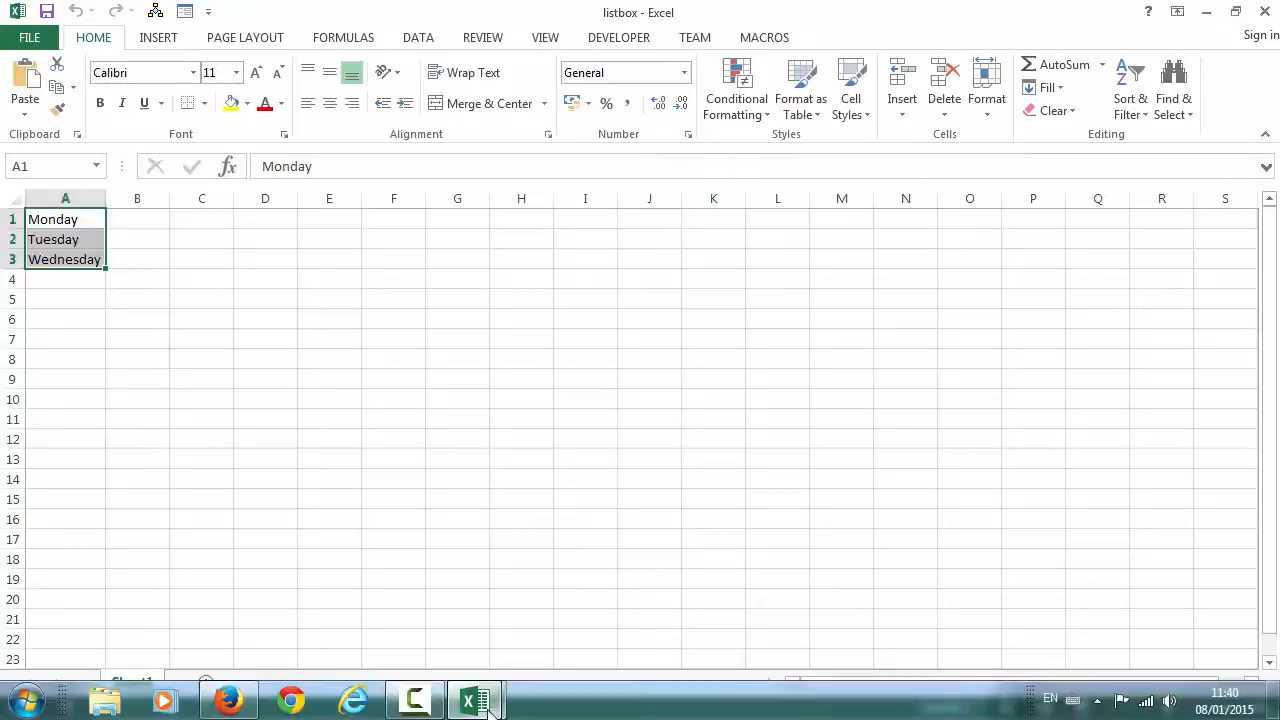 listbox - Excel
FILE HOME INSERT PAGE LAYOUT FORMULAS DATA REVIEW VIEW DEVELOPER TEAM MACROS Sign in
Calibri 11 Wrap Text General AutoSum
Paste Conditional Format as Cell Insert Delete Format Fill Sort & Find &
B I U Merge & Center % Formatting Table Styles Clear Filter Select
Clipboard Font Alignment Number Styles Cells Editing
A1 fx Monday
A B C D E F G H I J K L M N O P Q R S
1 Monday
2 Tuesday
3 Wednesday
4
5
6
7
8
9
10
11
12
13
14
15
16
17
18
19
20
21
22
23
EN 11:40
08/01/2015